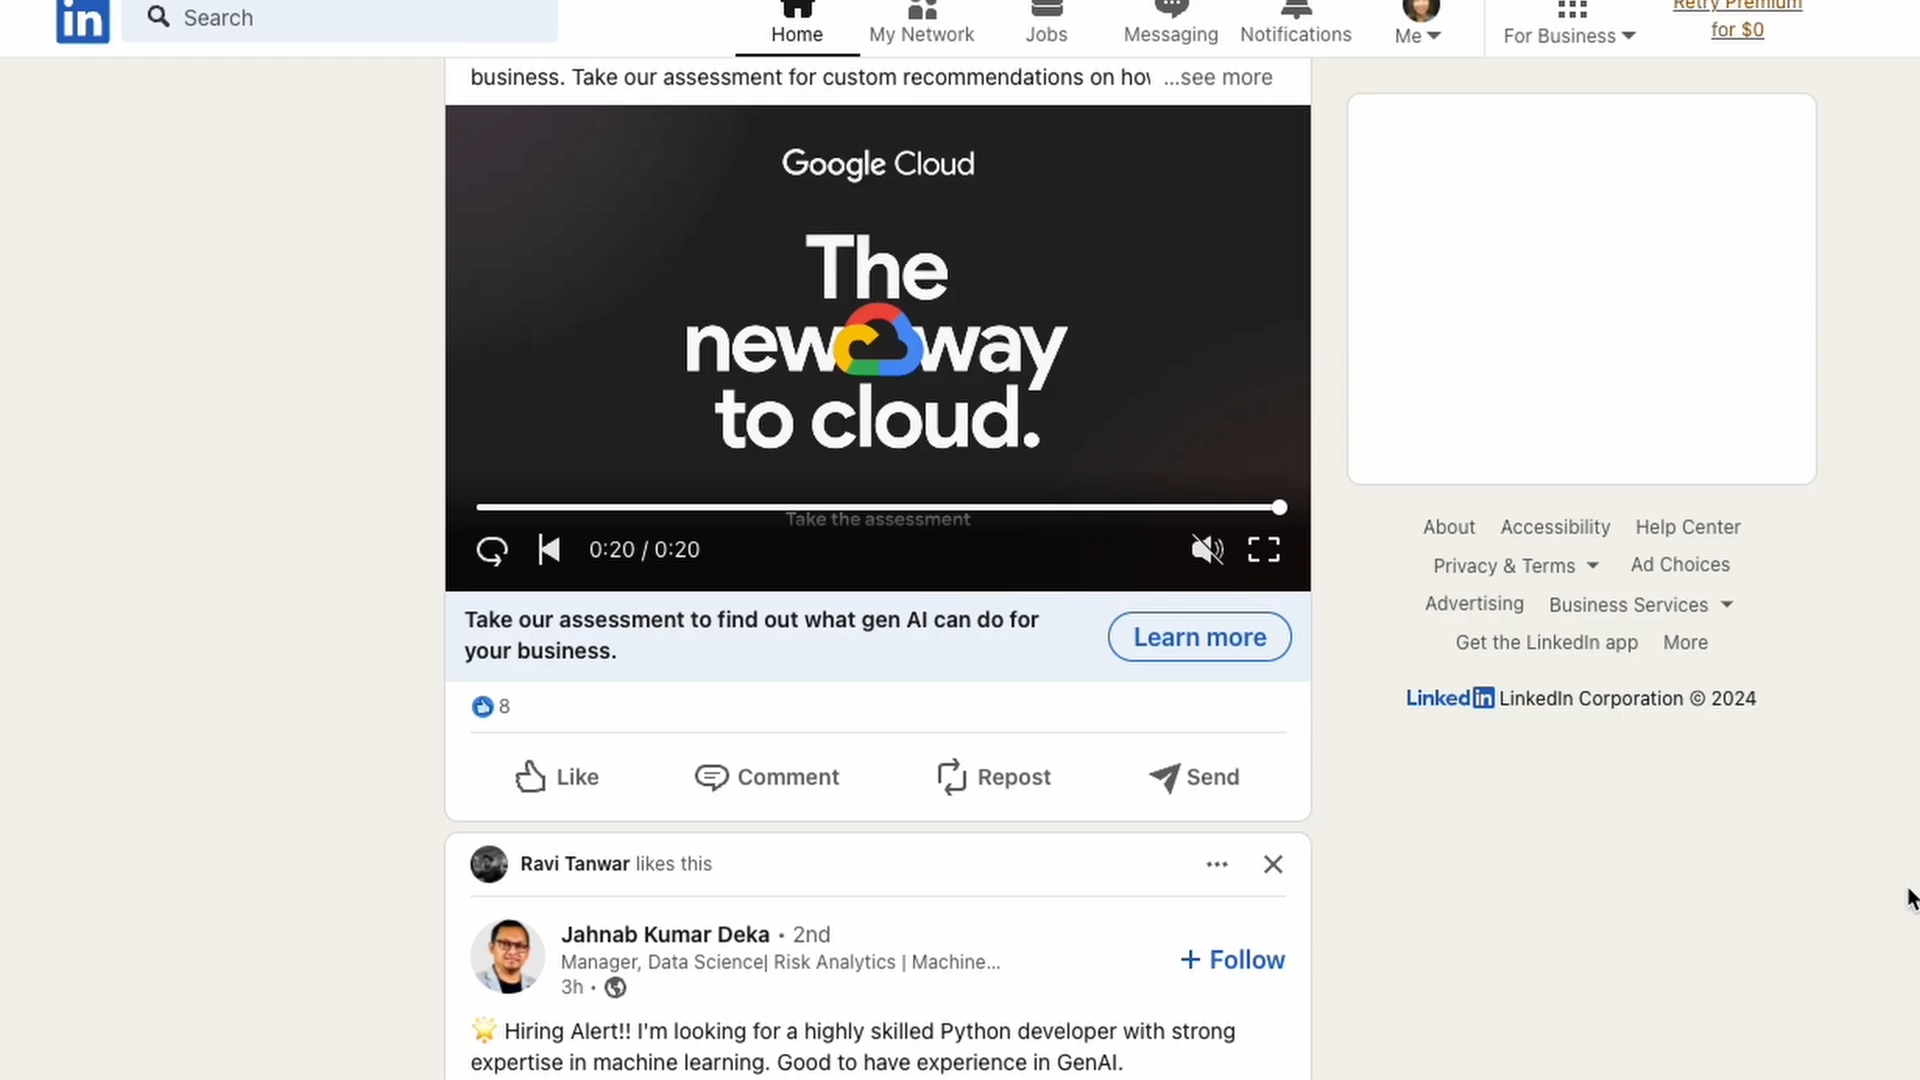 in
Search
Home
My Network
Jobs
Messaging
Notifications
Me
For Business
Retry Premium
for $0
business. Take our assessment for custom recommendations on how ...see more
Google Cloud
The
new way
to cloud.
Take the assessment
0:20 / 0:20
Take our assessment to find out what gen AI can do for
your business.
Learn more
8
Like
Comment
Repost
Send
Ravi Tanwar likes this
Jahnab Kumar Deka • 2nd
Manager, Data Science| Risk Analytics | Machine...
3h •
+ Follow
🌟 Hiring Alert!! I'm looking for a highly skilled Python developer with strong
expertise in machine learning. Good to have experience in GenAI.
About Accessibility Help Center
Privacy & Terms Ad Choices
Advertising Business Services
Get the LinkedIn app More
LinkedIn LinkedIn Corporation © 2024